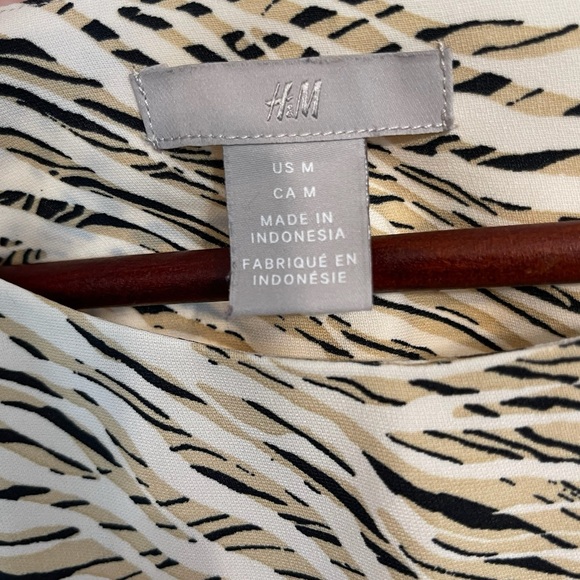 H&M
US M
CA M
MADE IN
INDONESIA
FABRIQUÉ EN
INDONÉSIE